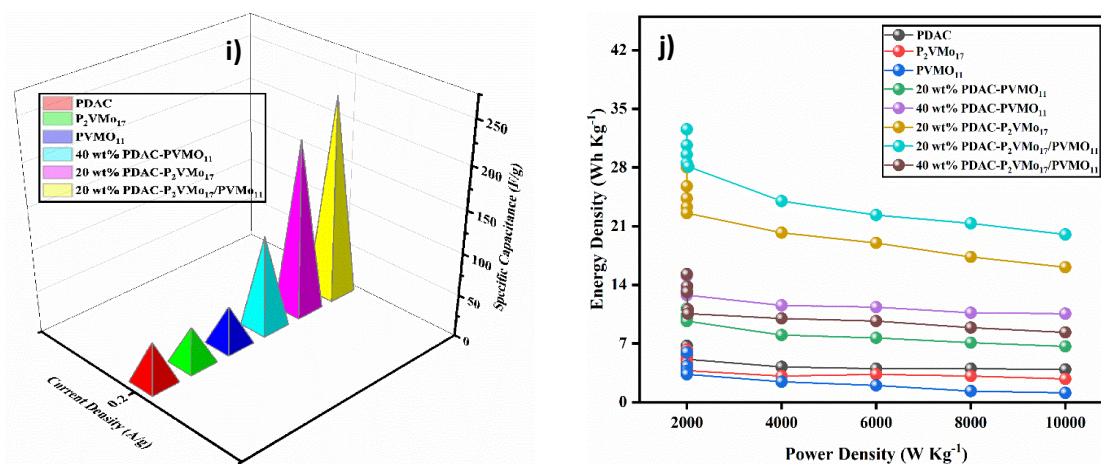 i)
PDAC
P₂VMo₁₇
PVMO₁₁
40 wt% PDAC-PVMO₁₁
20 wt% PDAC-P₂VMo₁₇
20 wt% PDAC-P₂VMo₁₇/PVMO₁₁
250
200
150
100
50
0
Specific Capacitance (F/g)
0.2
Current Density (A/g)
j)
PDAC
P₂VMo₁₇
PVMO₁₁
20 wt% PDAC-PVMO₁₁
40 wt% PDAC-PVMO₁₁
20 wt% PDAC-P₂VMo₁₇
20 wt% PDAC-P₂VMo₁₇/PVMO₁₁
40 wt% PDAC-P₂VMo₁₇/PVMO₁₁
Energy Density (Wh Kg⁻¹)
42
35
28
21
14
7
0
2000 4000 6000 8000 10000
Power Density (W Kg⁻¹)